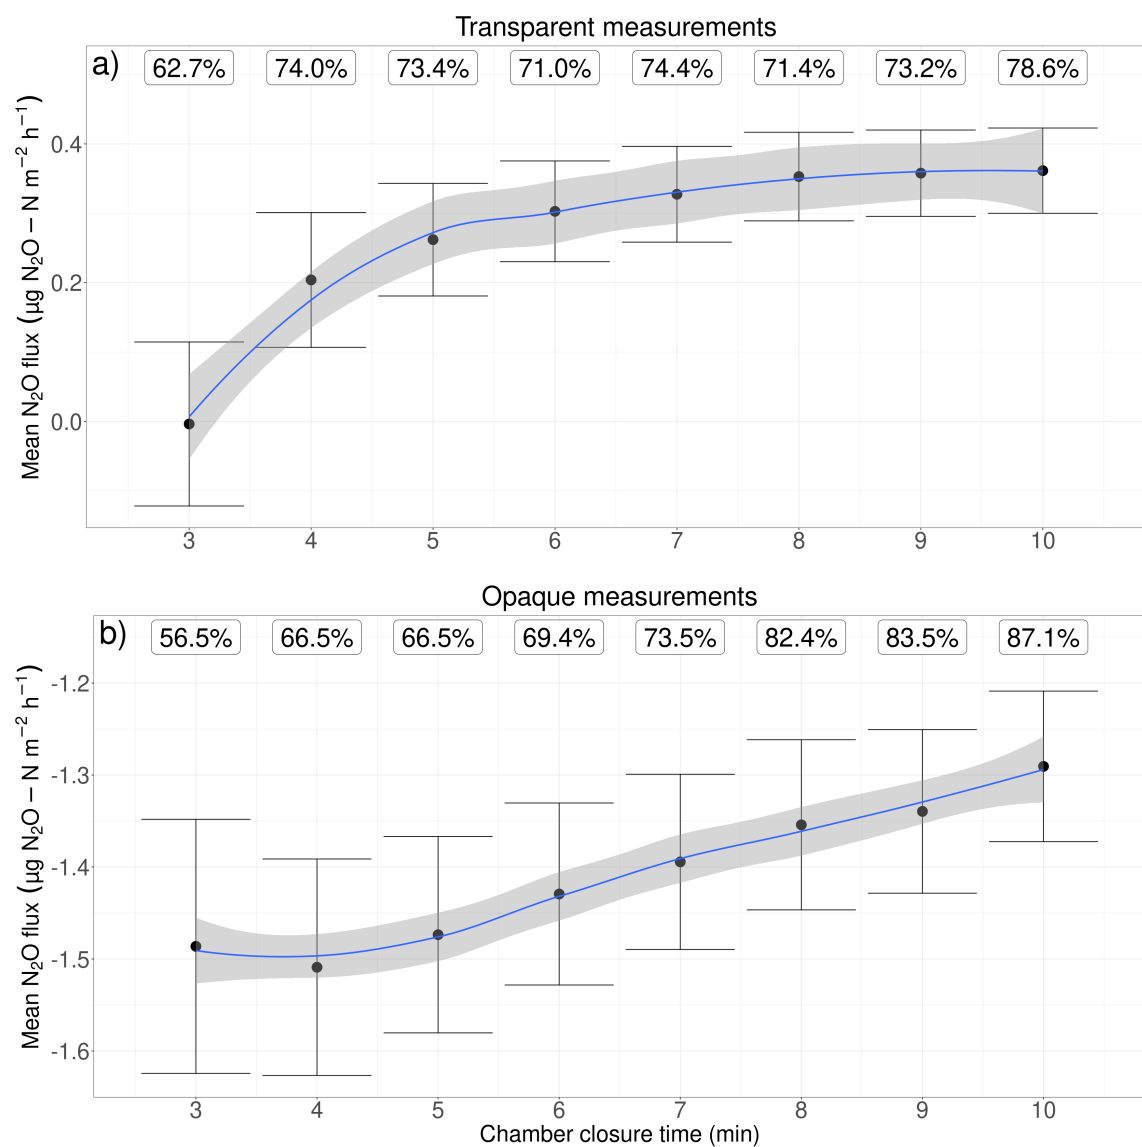 Transparent measurements
a)
62.7% 74.0% 73.4% 71.0% 74.4% 71.4% 73.2% 78.6%
Mean N₂O flux (µg N₂O – N m⁻² h⁻¹)
0.4
0.2
0.0
3 4 5 6 7 8 9 10
Opaque measurements
b)
56.5% 66.5% 66.5% 69.4% 73.5% 82.4% 83.5% 87.1%
Mean N₂O flux (µg N₂O – N m⁻² h⁻¹)
-1.2
-1.3
-1.4
-1.5
-1.6
3 4 5 6 7 8 9 10
Chamber closure time (min)